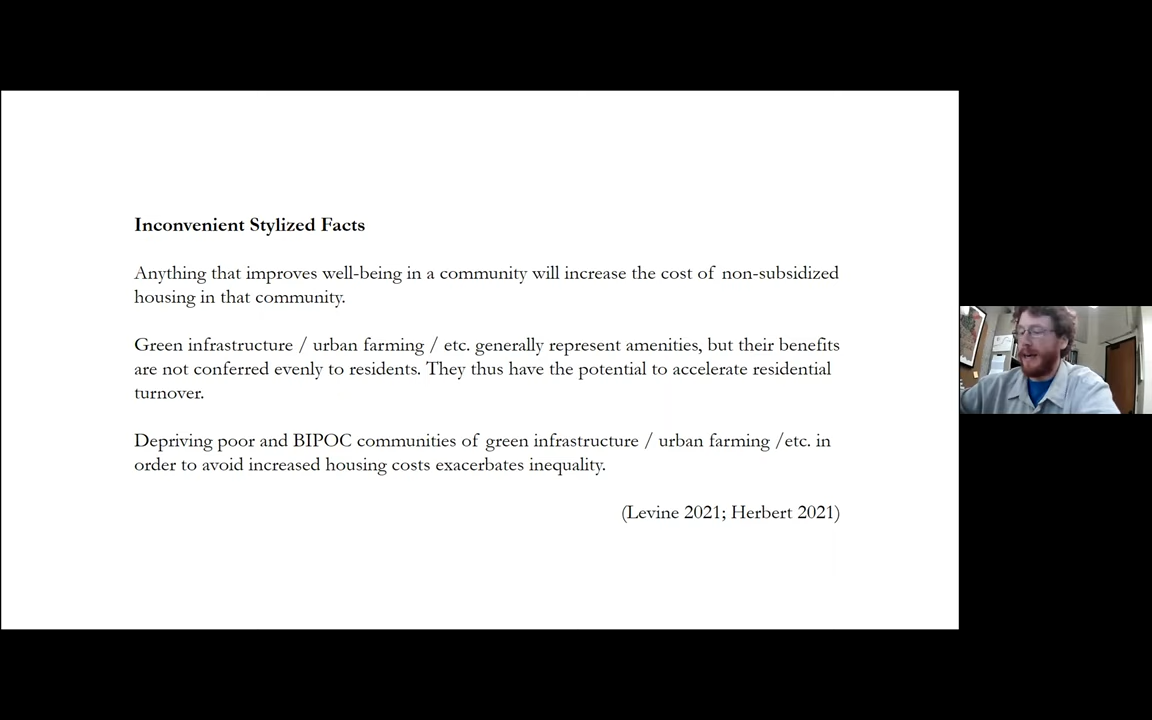 Inconvenient Stylized Facts
Anything that improves well-being in a community will increase the cost of non-subsidized
housing in that community.
Green infrastructure / urban farming / etc. generally represent amenities, but their benefits
are not conferred evenly to residents. They thus have the potential to accelerate residential
turnover.
Depriving poor and BIPOC communities of green infrastructure / urban farming /etc. in
order to avoid increased housing costs exacerbates inequality.
(Levine 2021; Herbert 2021)